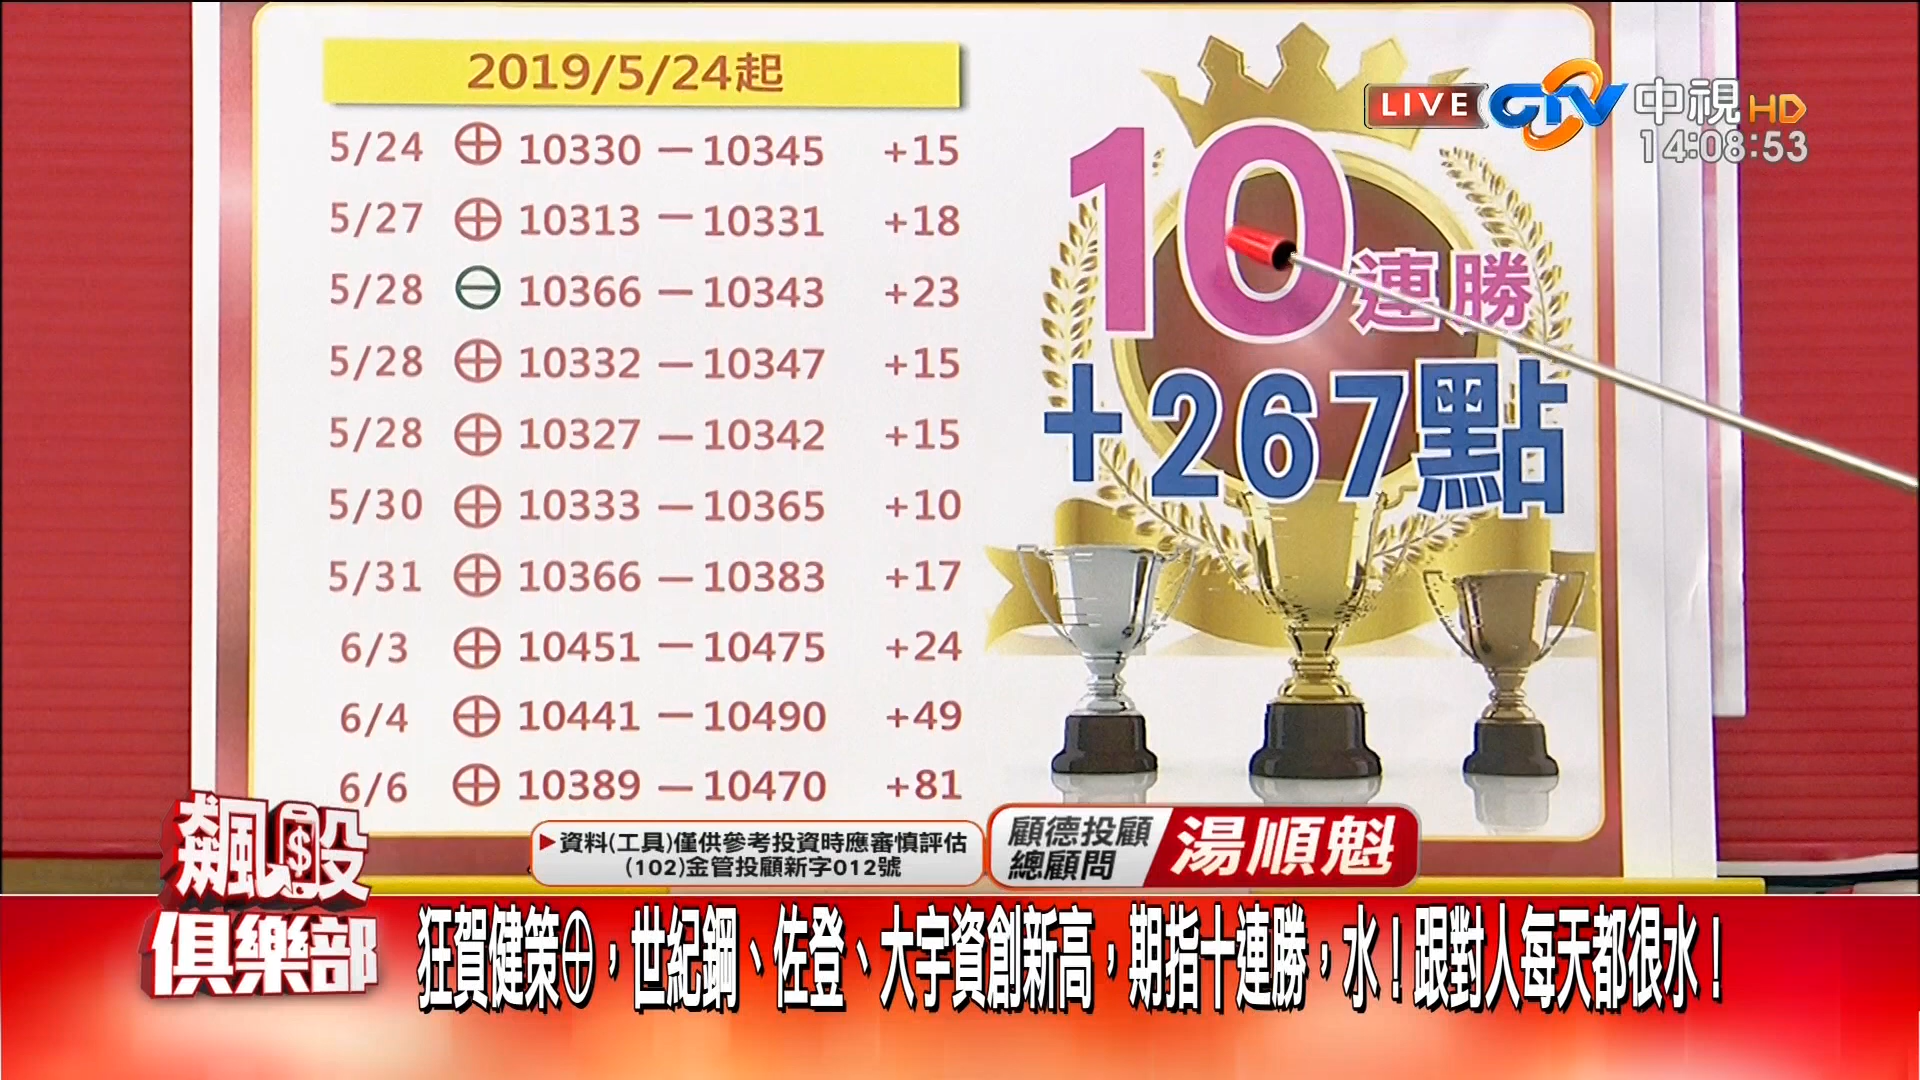 2019/5/24起
5/24 ⊕ 10330 — 10345 +15
5/27 ⊕ 10313 — 10331 +18
5/28 ⊖ 10366 — 10343 +23
5/28 ⊕ 10332 — 10347 +15
5/28 ⊕ 10327 — 10342 +15
5/30 ⊕ 10333 — 10365 +10
5/31 ⊕ 10366 — 10383 +17
6/3 ⊕ 10451 — 10475 +24
6/4 ⊕ 10441 — 10490 +49
6/6 ⊕ 10389 — 10470 +81
10連勝
+267點
LIVE CTV 中視HD
14:08:53
飆股
俱樂部
資料(工具)僅供參考投資時應審慎評估
(102)金管投顧新字012號
顧德投顧
總顧問
湯順魁
狂賀健策⊕，世紀鋼、佐登、大宇資創新高，期指十連勝，水！跟對人每天都很水！